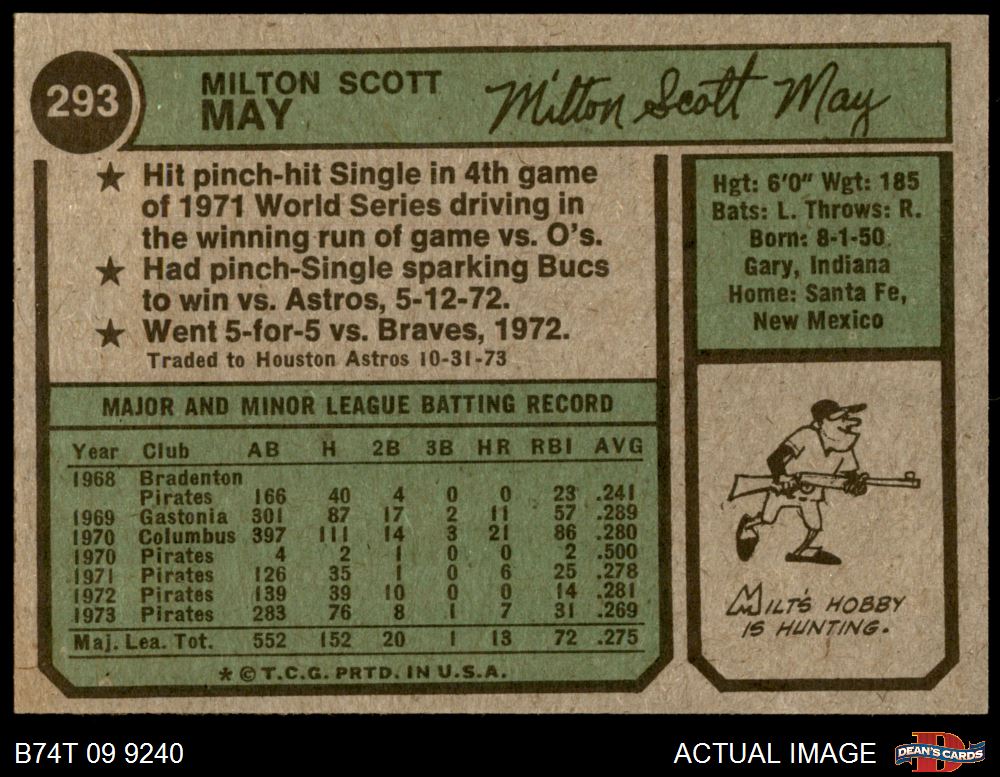 293
MILTON SCOTT
MAY
Milton Scott May
★ Hit pinch-hit Single in 4th game
of 1971 World Series driving in
the winning run of game vs. O's.
★ Had pinch-Single sparking Bucs
to win vs. Astros, 5-12-72.
★ Went 5-for-5 vs. Braves, 1972.
Traded to Houston Astros 10-31-73
MAJOR AND MINOR LEAGUE BATTING RECORD
Year Club AB H 2B 3B HR RBI AVG
1968 Bradenton
Pirates 166 40 4 0 0 23 .241
1969 Gastonia 301 87 17 2 11 57 .289
1970 Columbus 397 111 14 3 21 86 .280
1970 Pirates 4 2 1 0 0 2 .500
1971 Pirates 126 35 1 0 6 25 .278
1972 Pirates 139 39 10 0 0 14 .281
1973 Pirates 283 76 8 1 7 31 .269
Maj. Lea. Tot. 552 152 20 1 13 72 .275
* © T.C.G. PRTD. IN U.S.A.
Hgt: 6'0" Wgt: 185
Bats: L. Throws: R.
Born: 8-1-50
Gary, Indiana
Home: Santa Fe,
New Mexico
MILT'S HOBBY
IS HUNTING.
B74T 09 9240
ACTUAL IMAGE
D
DEAN'S CARDS